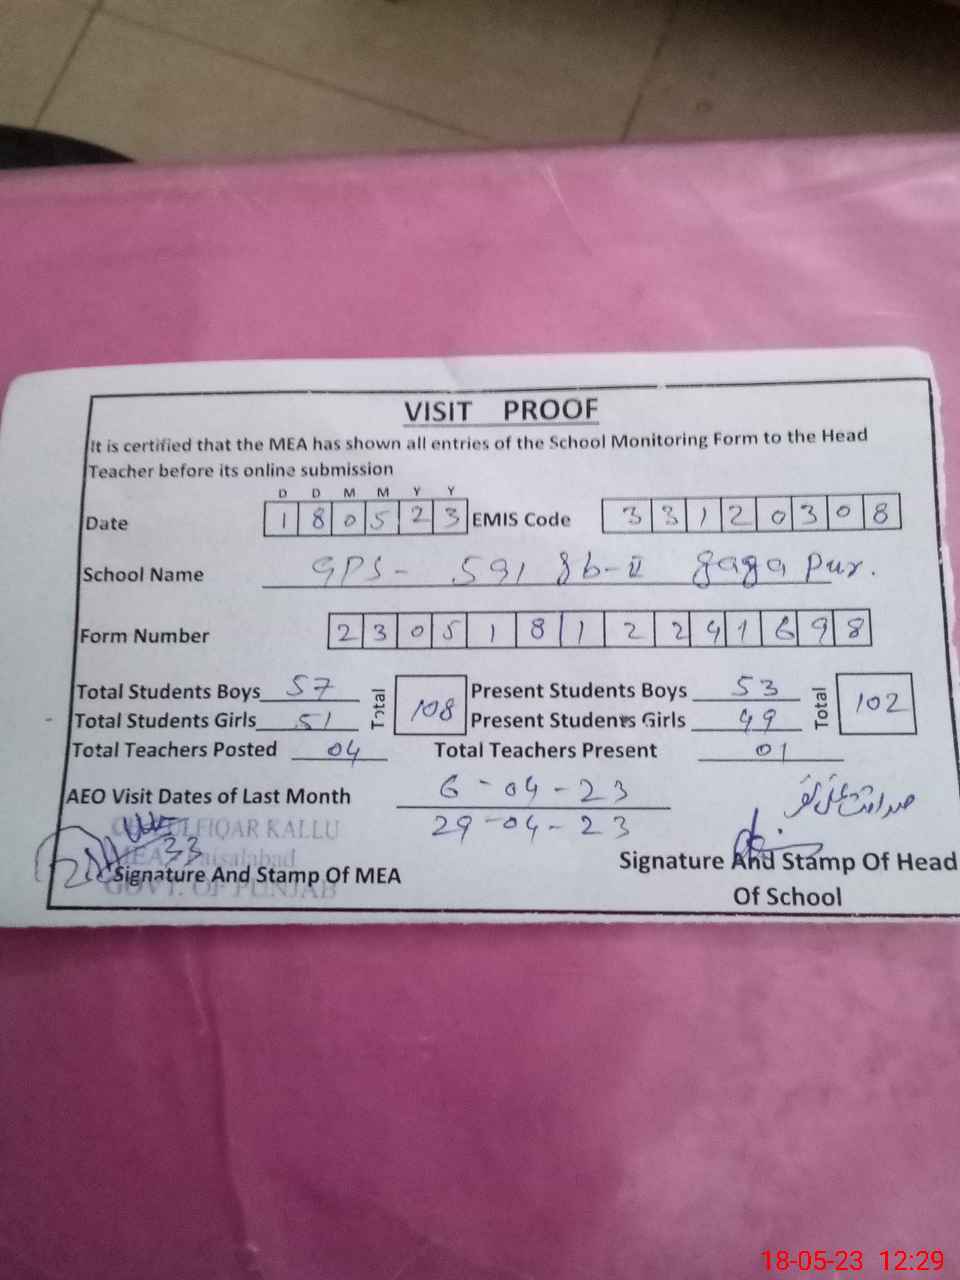 VISIT PROOF
It is certified that the MEA has shown all entries of the School Monitoring Form to the Head
Teacher before its online submission
D D M M Y Y
Date 1 8 0 5 2 3 EMIS Code 3 3 1 2 0 3 0 8
School Name GPS- 591 gb-II gaga Pur.
Form Number 2 3 0 5 1 8 1 2 2 4 1 6 9 8
Total Students Boys 57 Total 108 Present Students Boys 53 Total 102
Total Students Girls 51 Present Students Girls 49
Total Teachers Posted 04 Total Teachers Present 01
AEO Visit Dates of Last Month 6-04-23
29-04-23
ULFIQAR KALLU
MEA Faisalabad
GOVT. OF PUNJAB
Signature And Stamp Of MEA
Signature And Stamp Of Head
Of School
18-05-23 12:29